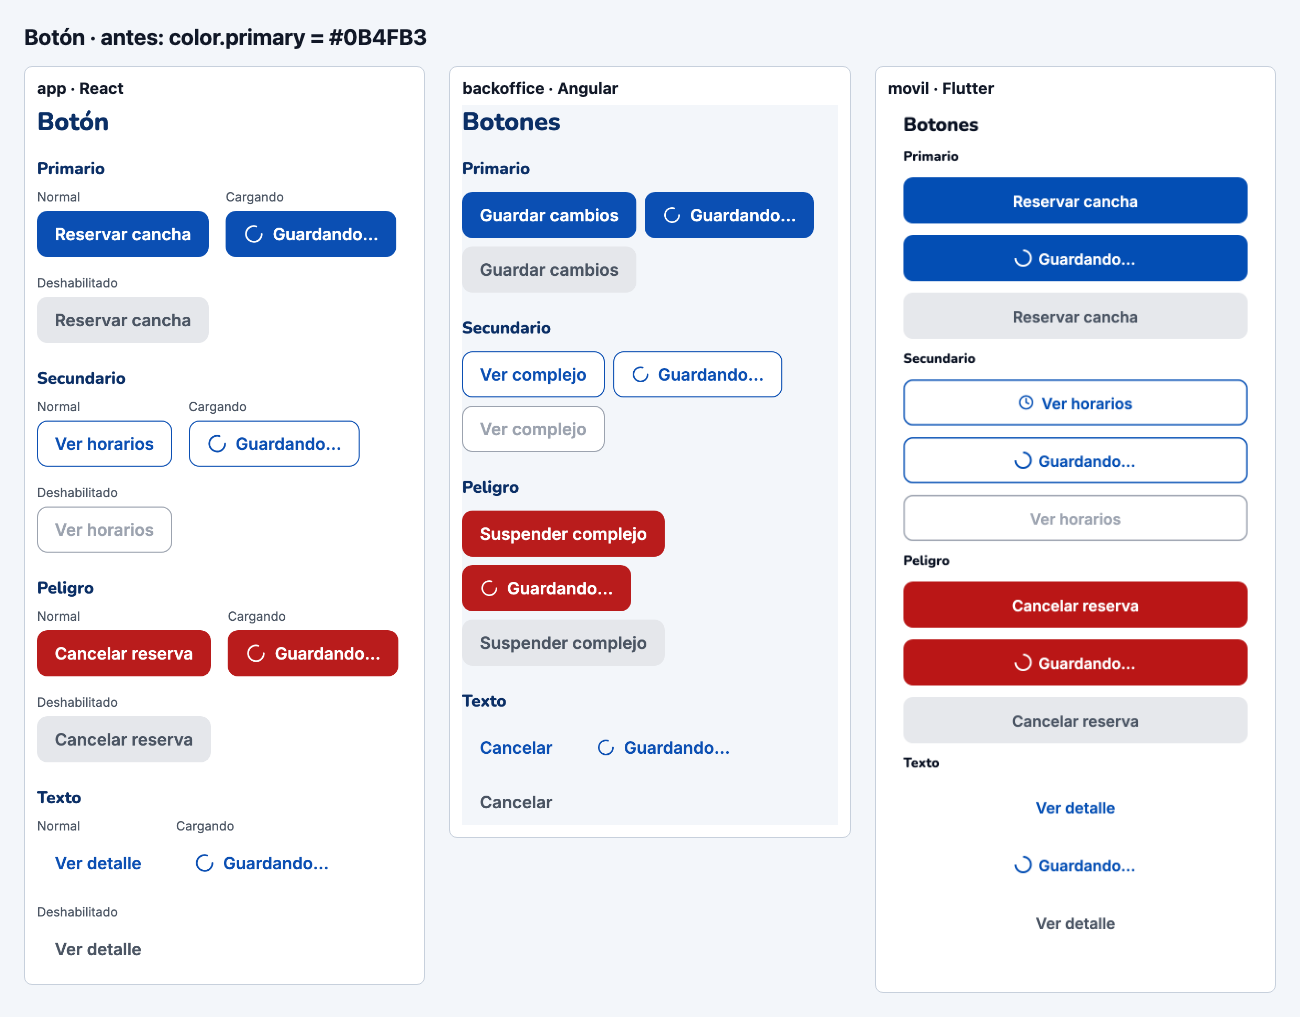 Botón · antes: color.primary = #0B4FB3
app · React
Botón
Primario
Normal
Cargando
Reservar cancha
Guardando...
Deshabilitado
Reservar cancha
Secundario
Normal
Cargando
Ver horarios
Guardando...
Deshabilitado
Ver horarios
Peligro
Normal
Cargando
Cancelar reserva
Guardando...
Deshabilitado
Cancelar reserva
Texto
Normal
Cargando
Ver detalle
Guardando...
Deshabilitado
Ver detalle
backoffice · Angular
Botones
Primario
Guardar cambios
Guardando...
Guardar cambios
Secundario
Ver complejo
Guardando...
Ver complejo
Peligro
Suspender complejo
Guardando...
Suspender complejo
Texto
Cancelar
Guardando...
Cancelar
movil · Flutter
Botones
Primario
Reservar cancha
Guardando...
Reservar cancha
Secundario
Ver horarios
Guardando...
Ver horarios
Peligro
Cancelar reserva
Guardando...
Cancelar reserva
Texto
Ver detalle
Guardando...
Ver detalle